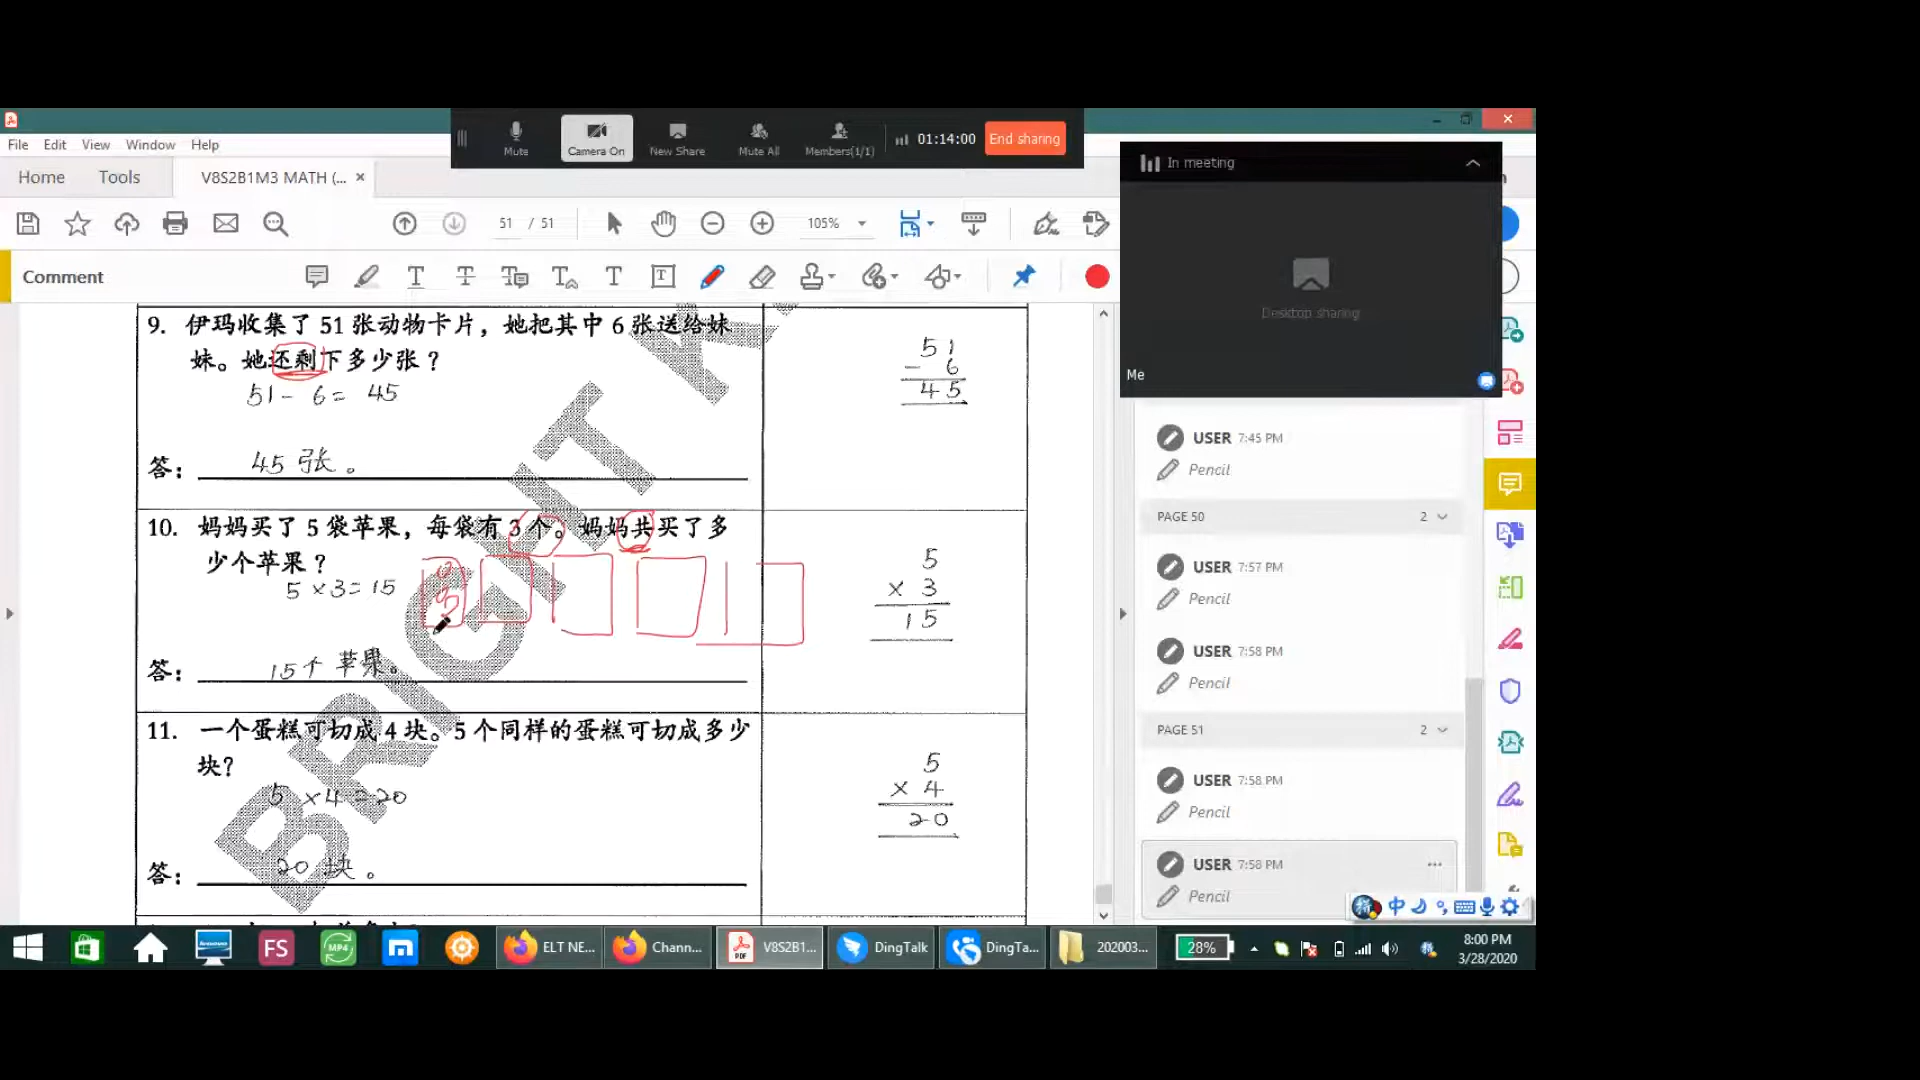 Mute
Camera On
New Share
Mute All
Members(1/1)
01:14:00
End sharing
File Edit View Window Help
In meeting
Home
Tools
V8S2B1M3 MATH (...
51 / 51
105%
Comment
Desktop sharing
Me
9. 伊玛收集了 51 张动物卡片，她把其中 6 张送给妹
妹。她还剩下多少张？
51 - 6 = 45
答： 45 张。
51
- 6
45
10. 妈妈买了 5 袋苹果，每袋有 3 个。妈妈共买了多
少个苹果？
5 × 3 = 15
答： 15个 苹果。
5
× 3
15
11. 一个蛋糕可切成 4 块。5 个同样的蛋糕可切成多少
块?
5 × 4 = 20
答： 20 块。
5
× 4
20
BRIGHT K
USER 7:45 PM
Pencil
PAGE 50 2
USER 7:57 PM
Pencil
USER 7:58 PM
Pencil
PAGE 51 2
USER 7:58 PM
Pencil
USER 7:58 PM
Pencil
中
FS
MP4
ELT NE...
Chann...
V8S2B1...
DingTalk
DingTa...
202003...
28%
8:00 PM
3/28/2020